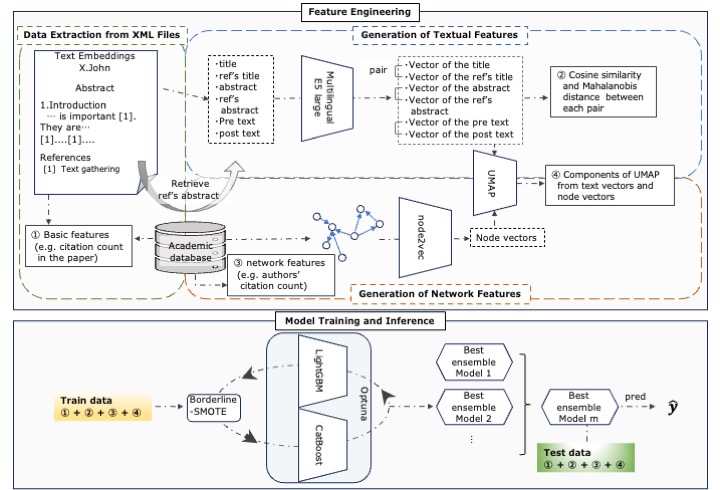 Feature Engineering
Data Extraction from XML Files
Text Embeddings
X.John
Abstract
1.Introduction
⋯ is important [1].
They are⋯
[1]....[1]....
References
[1] Text gathering
① Basic features
(e.g. citation count
in the paper)
Generation of Textual Features
・title
・ref's title
・abstract
・ref's
abstract
・Pre text
・post text
Multilingual
E5 large
pair
・Vector of the title
・Vector of the ref's title
・Vector of the abstract
・Vector of the ref's
abstract
・Vector of the pre text
・Vector of the post text
② Cosine similarity
and Mahalanobis
distance between
each pair
Retrieve
ref's abstract
UMAP
④ Components of UMAP
from text vectors and
node vectors
Academic
database
node2vec
Node vectors
③ network features
(e.g. authors'
citation count)
Generation of Network Features
Model Training and Inference
Train data
① + ② + ③ + ④
Borderline
-SMOTE
LightGBM
CatBoost
Optuna
Best
ensemble
Model 1
Best
ensemble
Model 2
⋮
Best
ensemble
Model m
pred
ŷ
Test data
① + ② + ③ + ④